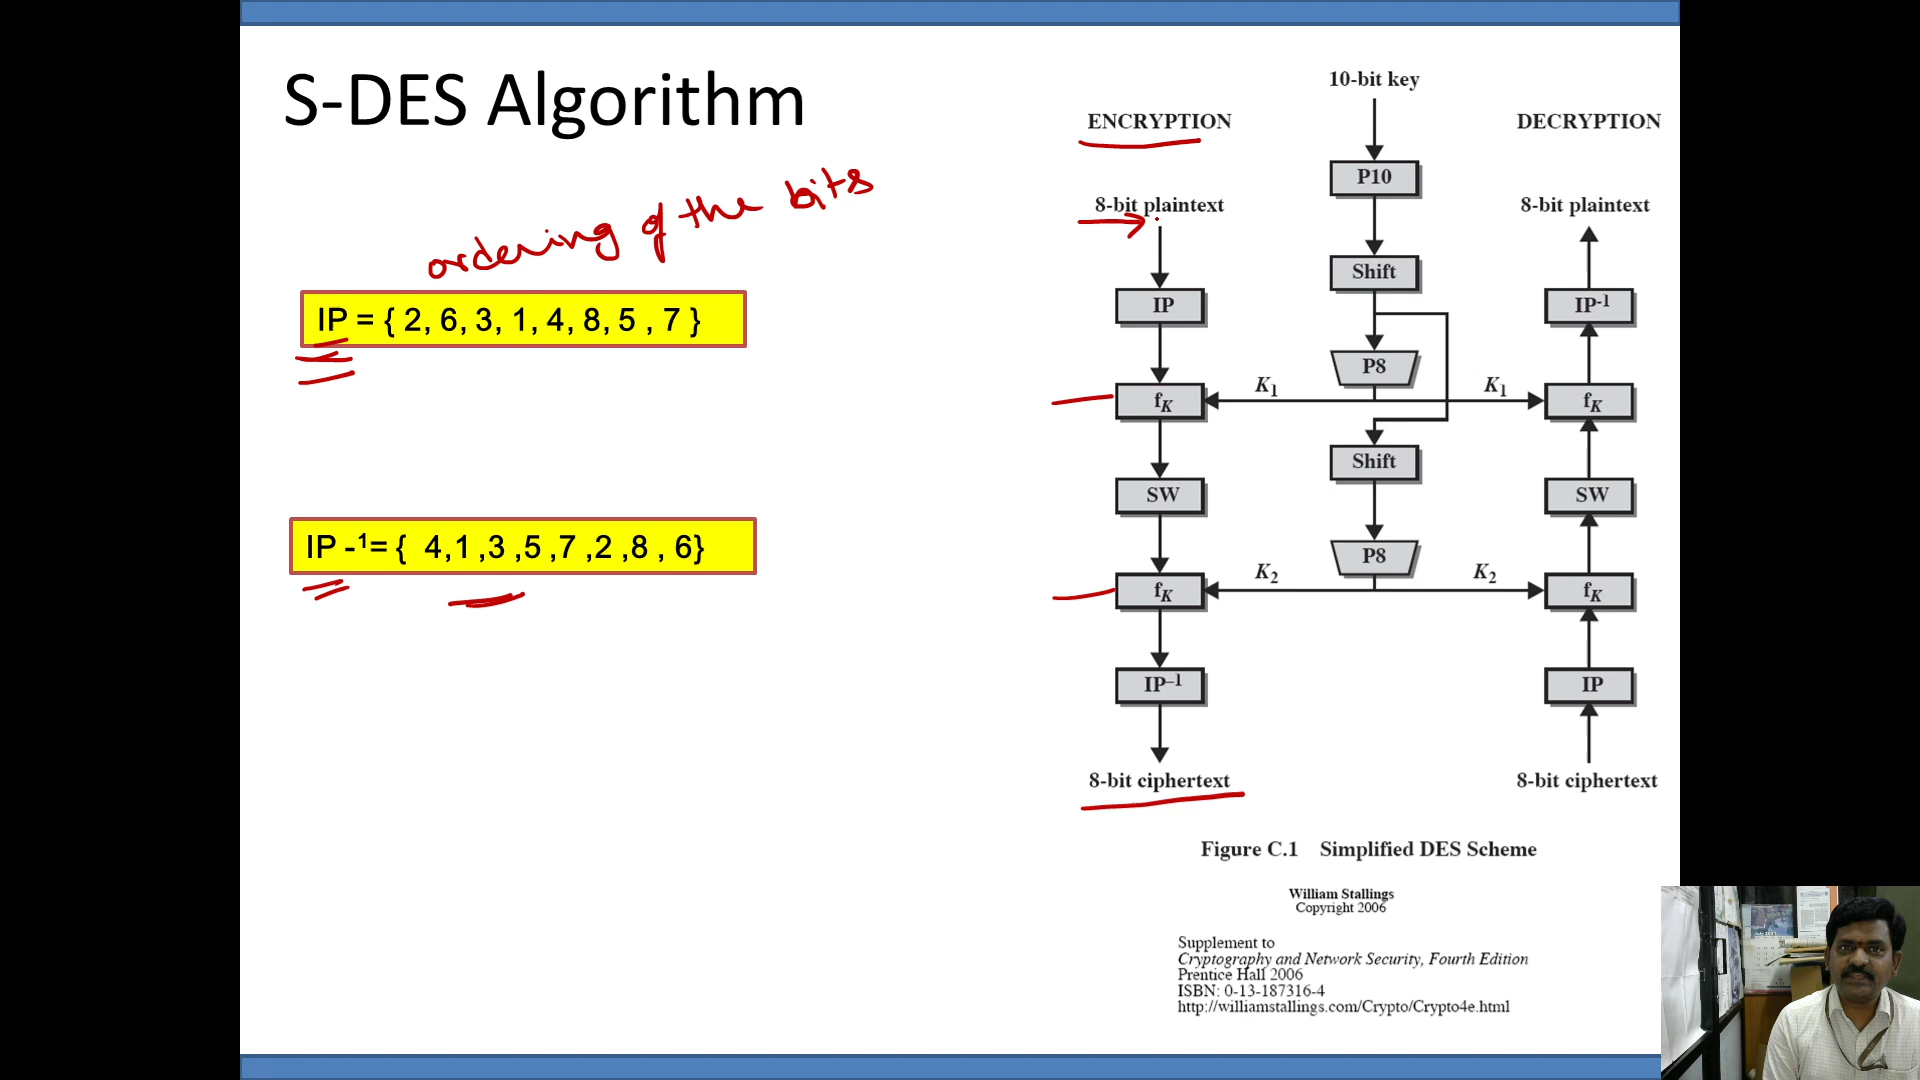 S-DES Algorithm
ordering of the bits
IP = { 2, 6, 3, 1, 4, 8, 5 , 7 }
IP -1= { 4,1 ,3 ,5 ,7 ,2 ,8 , 6}
10-bit key
ENCRYPTION
DECRYPTION
P10
8-bit plaintext
8-bit plaintext
Shift
IP
IP-1
P8
K1
K1
fK
fK
Shift
SW
SW
P8
K2
K2
fK
fK
IP–1
IP
8-bit ciphertext
8-bit ciphertext
Figure C.1 Simplified DES Scheme
William Stallings
Copyright 2006
Supplement to
Cryptography and Network Security, Fourth Edition
Prentice Hall 2006
ISBN: 0-13-187316-4
http://williamstallings.com/Crypto/Crypto4e.html